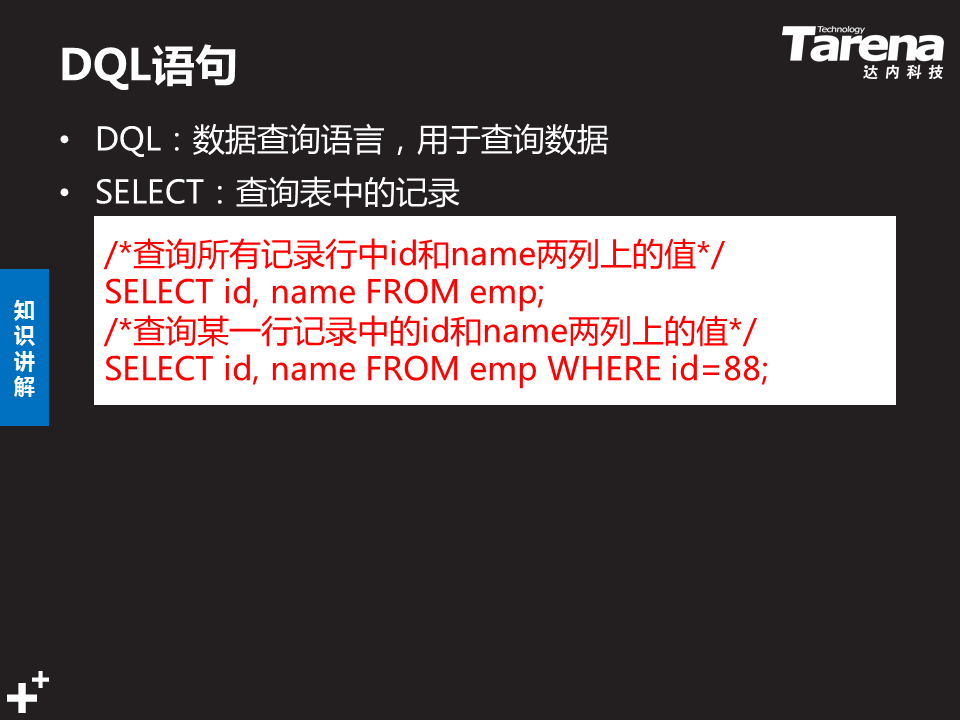 DQL语句
Technology
Tarena
达内科技
• DQL：数据查询语言，用于查询数据
• SELECT：查询表中的记录
/*查询所有记录行中id和name两列上的值*/
SELECT id, name FROM emp;
/*查询某一行记录中的id和name两列上的值*/
SELECT id, name FROM emp WHERE id=88;
知识讲解